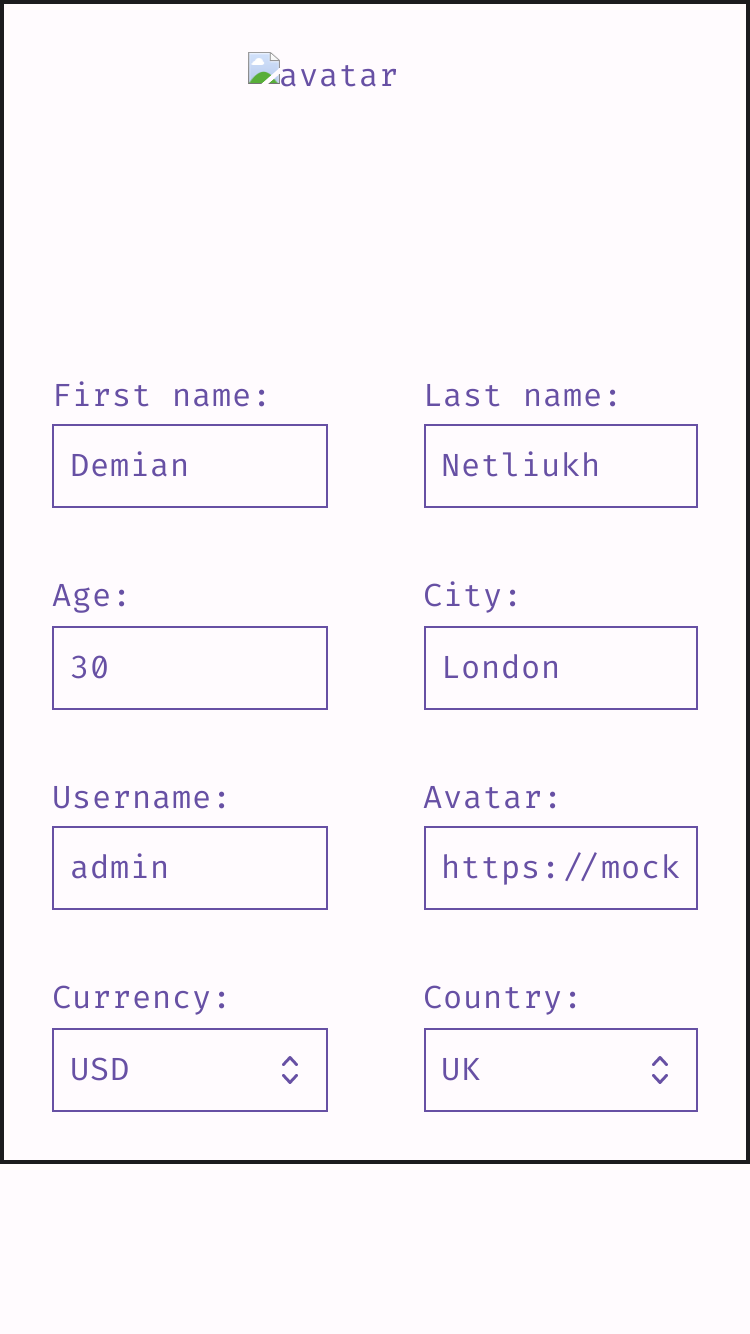 avatar
First name: Last name:
Demian Netliukh
Age: City:
30 London
Username: Avatar:
admin https://mock
Currency: Country:
USD UK